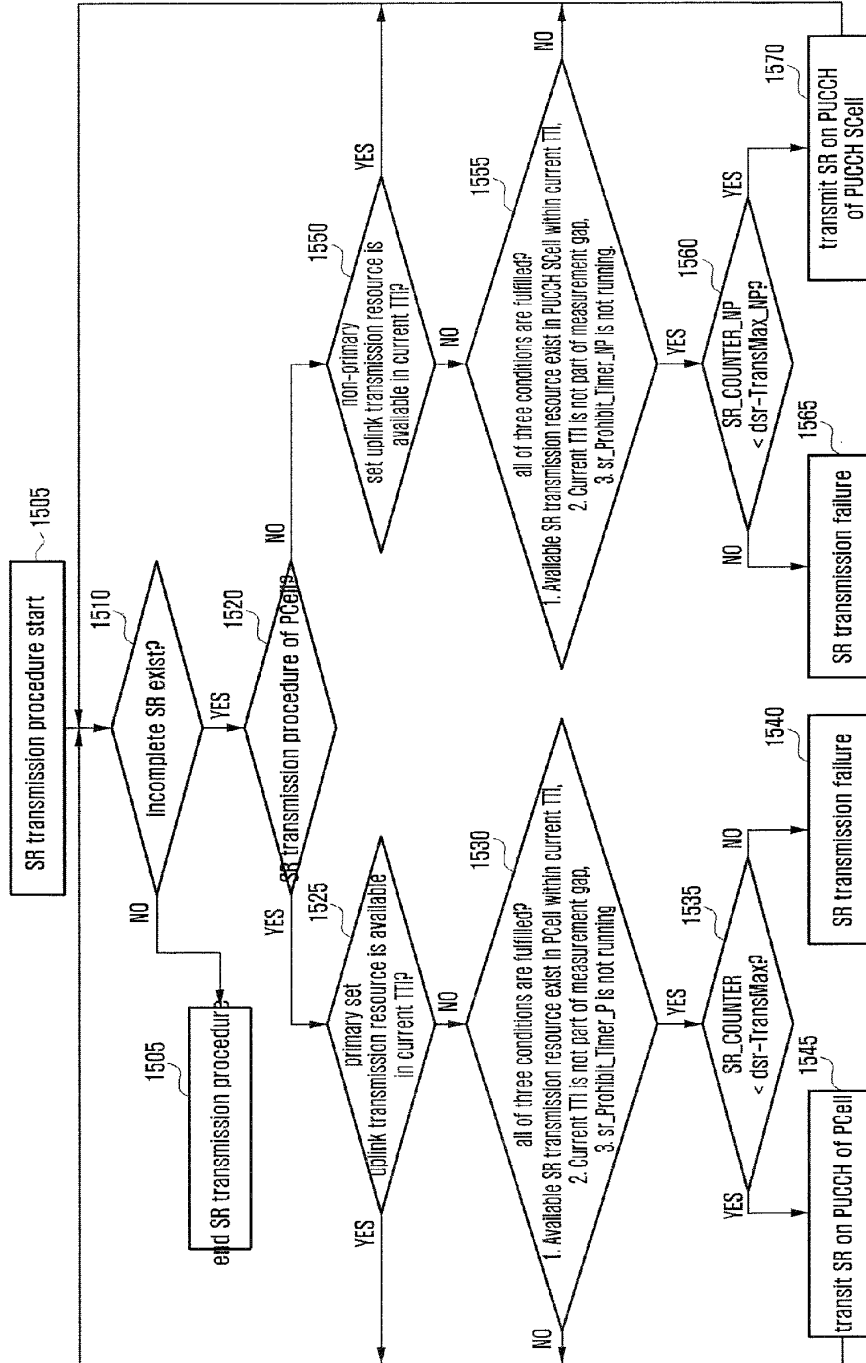 SR transmission procedure start
1505
1510
incomplete SR exist?
NO
YES
1505
end SR transmission procedure
1520
SR transmission procedure of PCell?
YES
NO
1525
primary set
uplink transmission resource is available
in current TTI?
YES
NO
1550
non-primary
set uplink transmission resource is
available in current TTI?
YES
NO
1530
all of three conditions are fulfilled?
1. Available SR transmission resource exist in PCell within current TTI,
2. Current TTI is not part of measurement gap,
3. sr_Prohibit_Timer_P is not running
NO
YES
1555
all of three conditions are fulfilled?
1. Available SR transmission resource exist in PUCCH SCell within current TTI,
2. Current TTI is not part of measurement gap,
3. sr_Prohibit_Timer_NP is not running.
NO
YES
1535
SR_COUNTER
< dsr-TransMax?
YES
NO
1560
SR_COUNTER_NP
< dsr-TransMax_NP?
NO
YES
1545
transit SR on PUCCH of PCell
1540
SR transmission failure
1565
SR transmission failure
1570
transmit SR on PUCCH
of PUCCH SCell